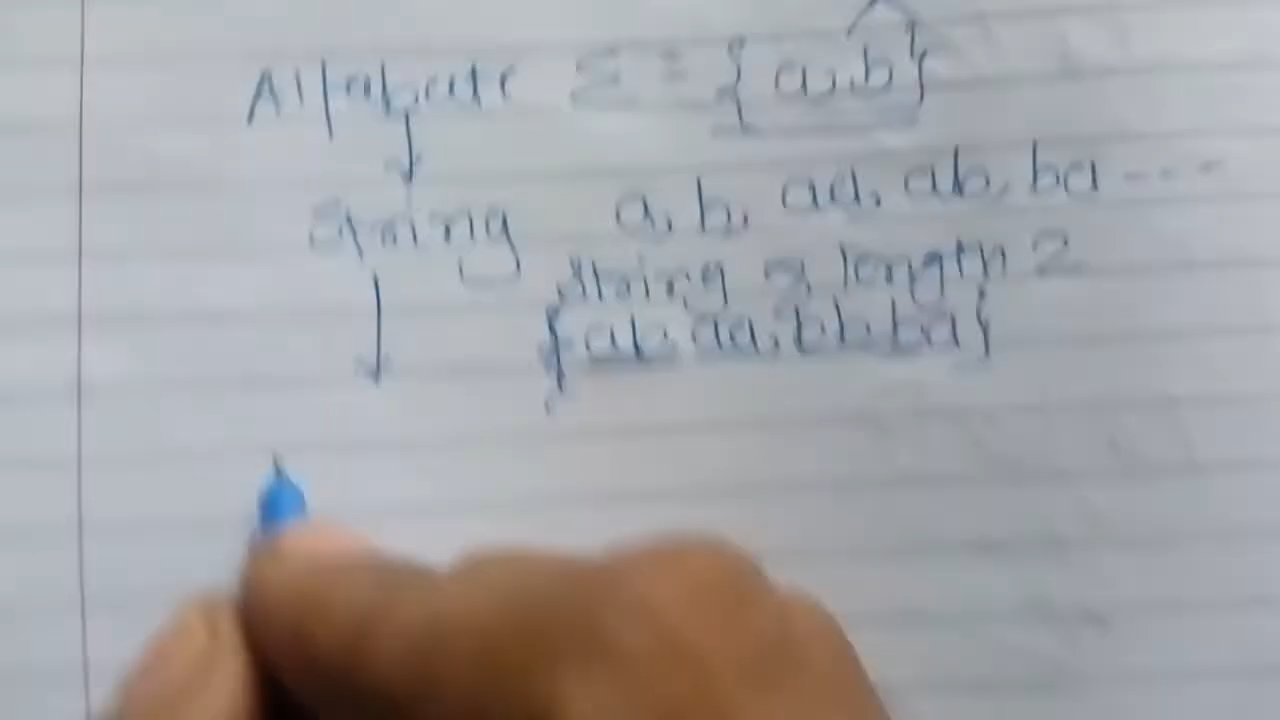 Alfabate Σ = {a,b}
String a, b, aa, ab, ba ----
string of length 2
{ab, aa, bb, ba}